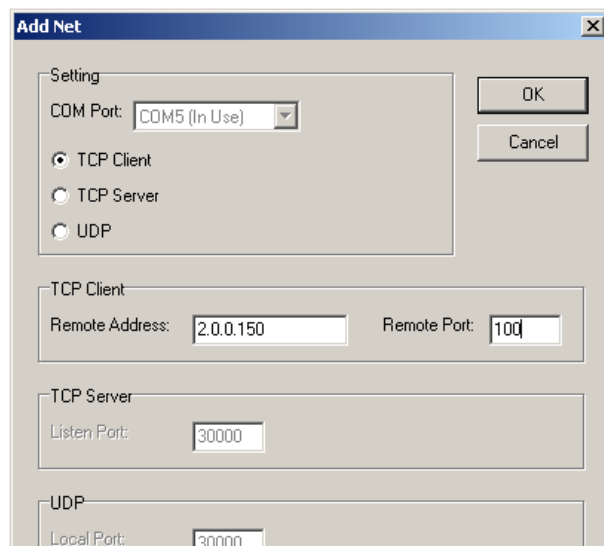 Add Net
Setting
COM Port: COM5 (In Use)
OK
Cancel
TCP Client
TCP Server
UDP
TCP Client
Remote Address: 2.0.0.150 Remote Port: 100
TCP Server
Listen Port: 30000
UDP
Local Port: 30000